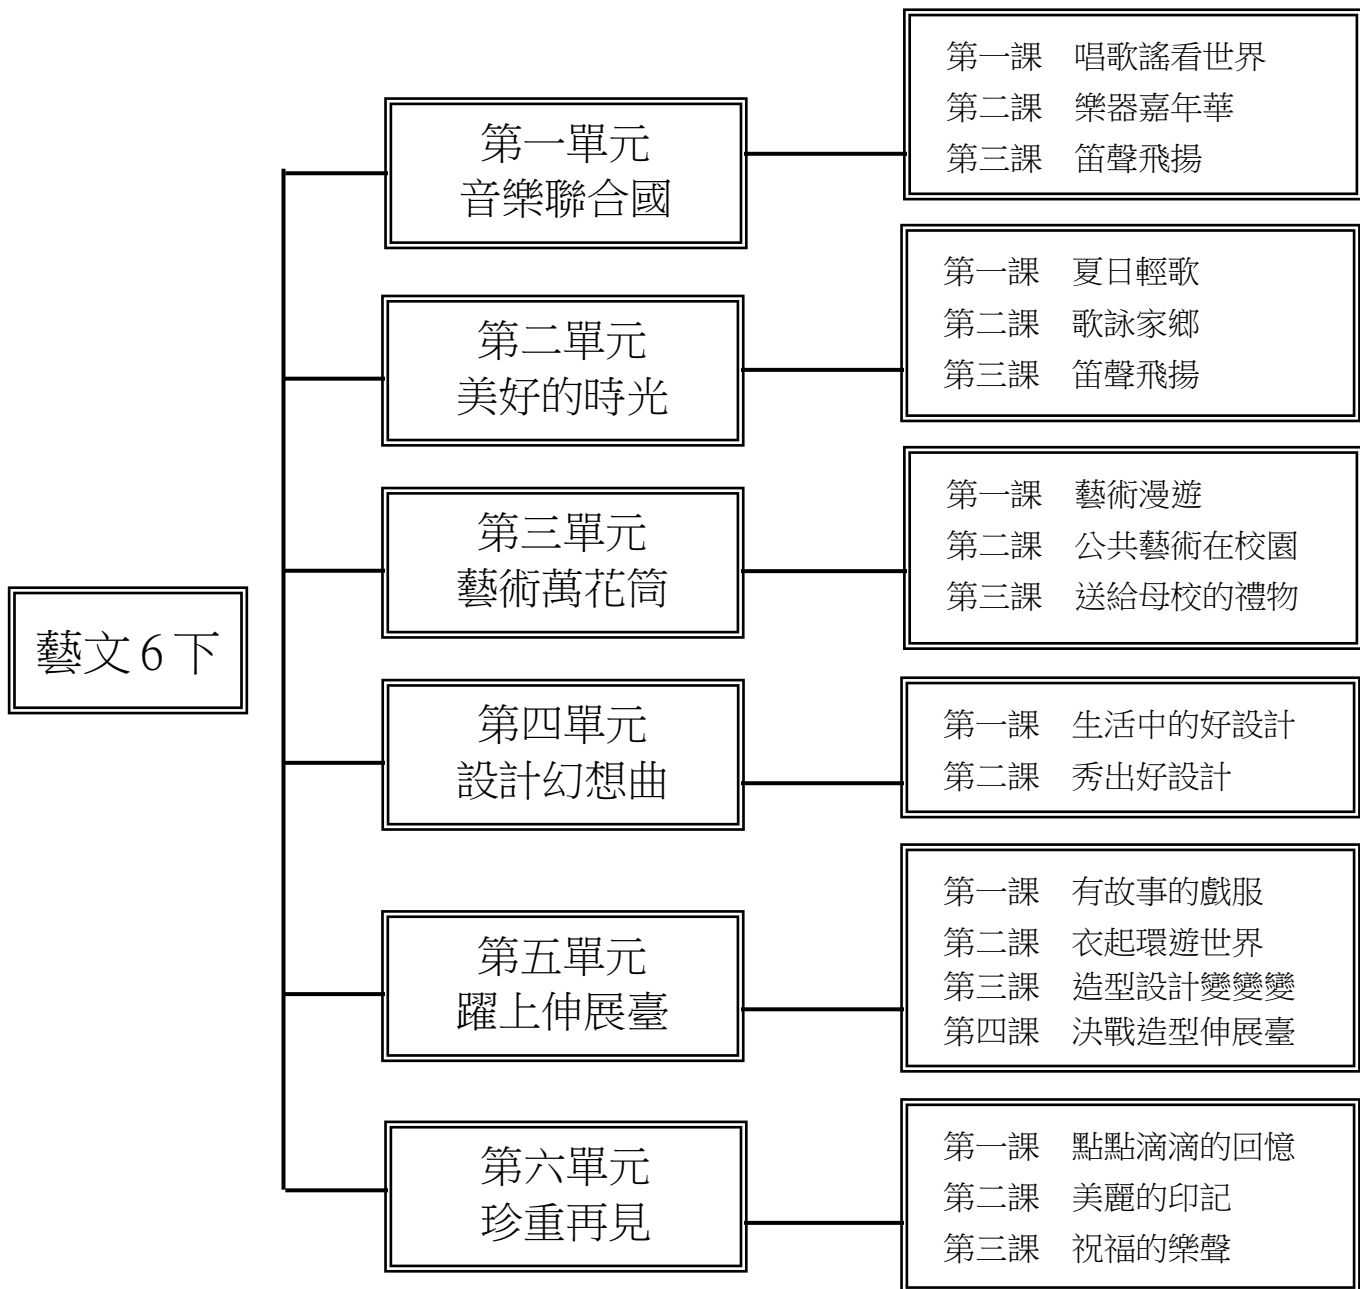 藝文6下
第一單元
音樂聯合國
第一課　唱歌謠看世界
第二課　樂器嘉年華
第三課　笛聲飛揚
第二單元
美好的時光
第一課　夏日輕歌
第二課　歌詠家鄉
第三課　笛聲飛揚
第三單元
藝術萬花筒
第一課　藝術漫遊
第二課　公共藝術在校園
第三課　送給母校的禮物
第四單元
設計幻想曲
第一課　生活中的好設計
第二課　秀出好設計
第五單元
躍上伸展臺
第一課　有故事的戲服
第二課　衣起環遊世界
第三課　造型設計變變變
第四課　決戰造型伸展臺
第六單元
珍重再見
第一課　點點滴滴的回憶
第二課　美麗的印記
第三課　祝福的樂聲